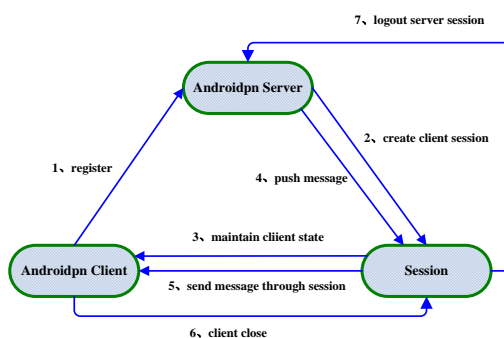 7、logout server session
Androidpn Server
2、create client session
1、register
4、push message
3、maintain cliient state
Androidpn Client
Session
5、send message through session
6、client close